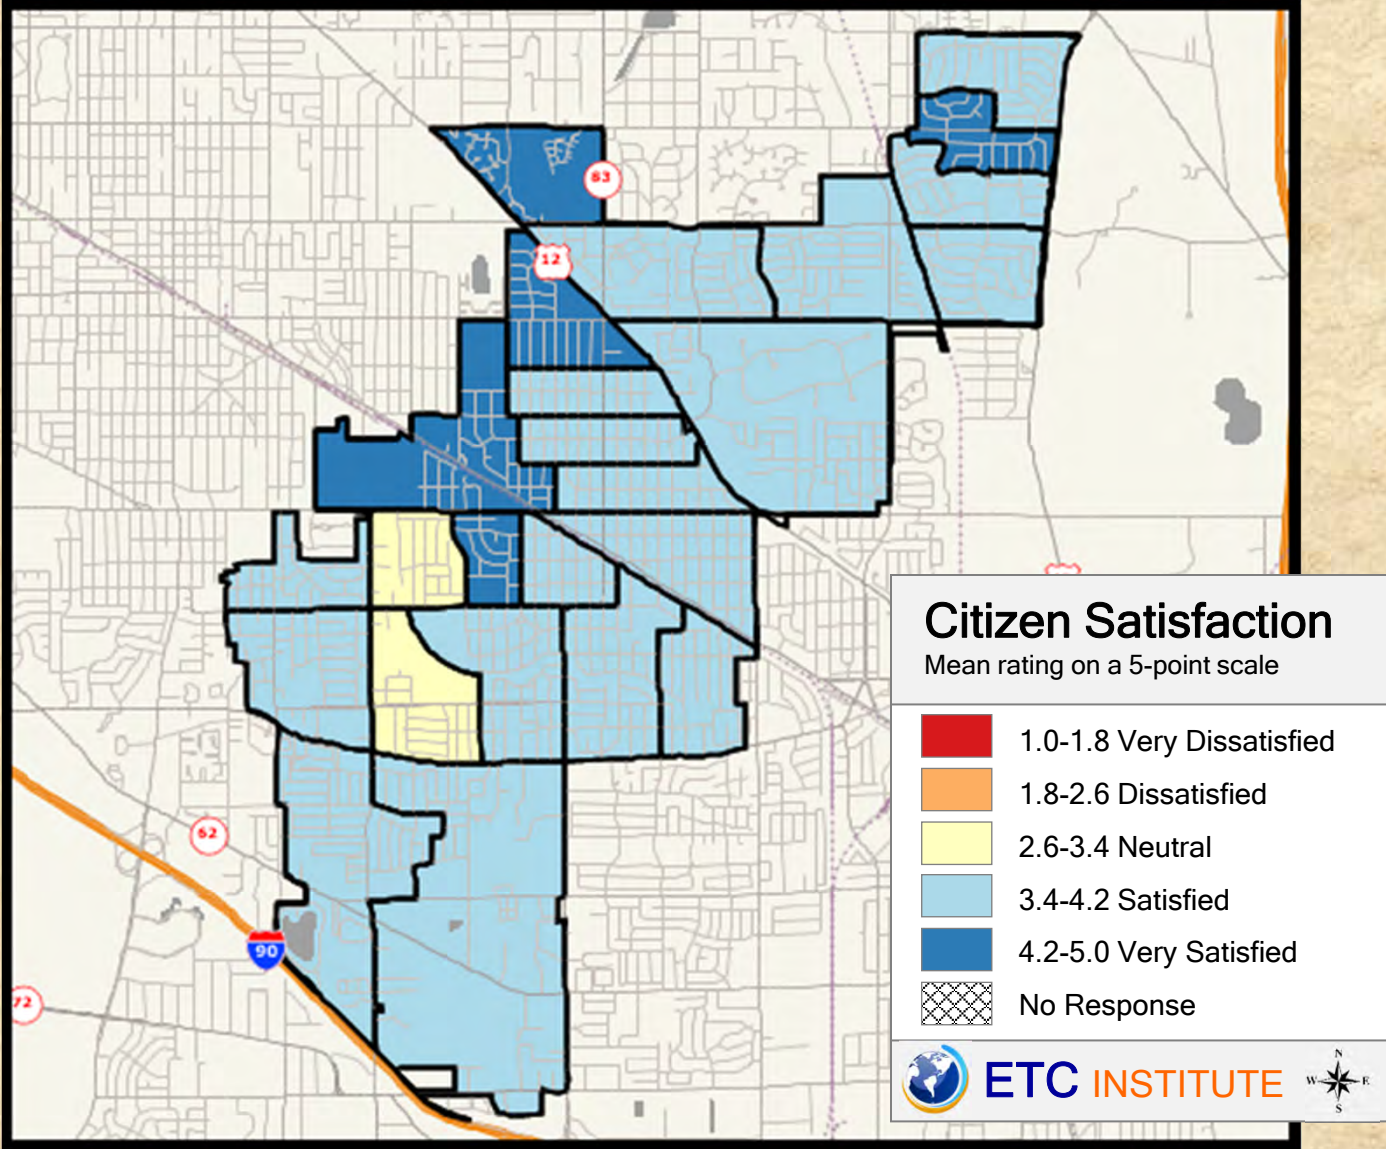 83
12
62
90
72
Citizen Satisfaction
Mean rating on a 5-point scale
1.0-1.8 Very Dissatisfied
1.8-2.6 Dissatisfied
2.6-3.4 Neutral
3.4-4.2 Satisfied
4.2-5.0 Very Satisfied
No Response
ETC INSTITUTE
N
W E
S